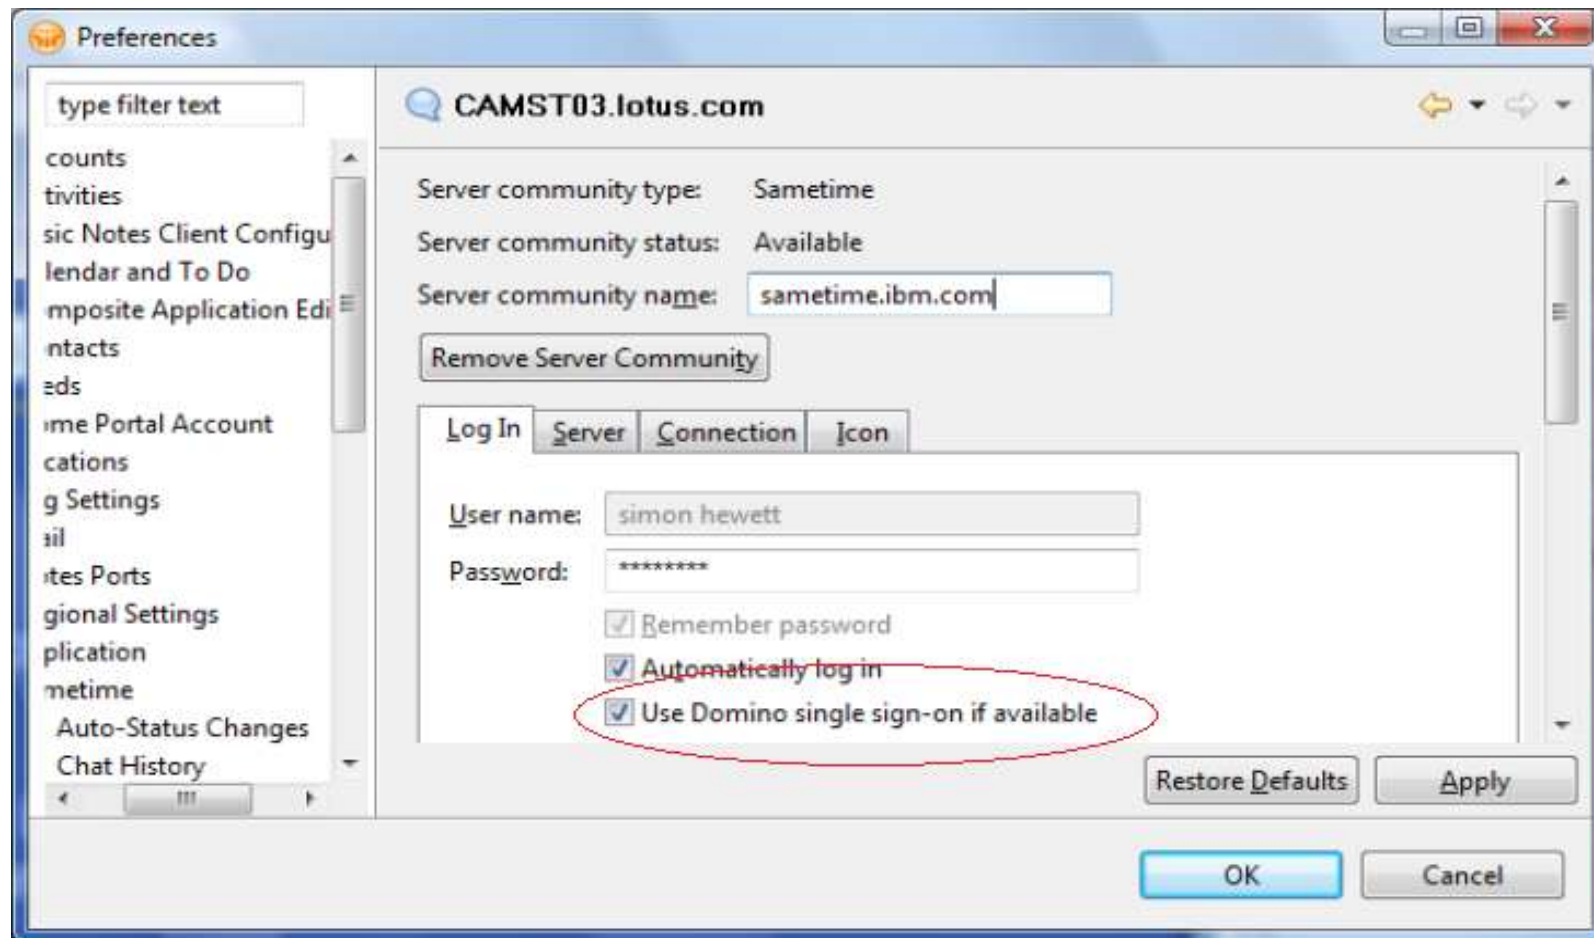 Preferences
type filter text
counts
tivities
sic Notes Client Configu
lendar and To Do
mposite Application Edi
ntacts
eds
me Portal Account
cations
g Settings
ail
tes Ports
gional Settings
plication
metime
Auto-Status Changes
Chat History
CAMST03.lotus.com
Server community type: Sametime
Server community status: Available
Server community name: sametime.ibm.com
Remove Server Community
Log In Server Connection Icon
User name: simon hewett
Password: ********
Remember password
Automatically log in
Use Domino single sign-on if available
Restore Defaults Apply
OK Cancel